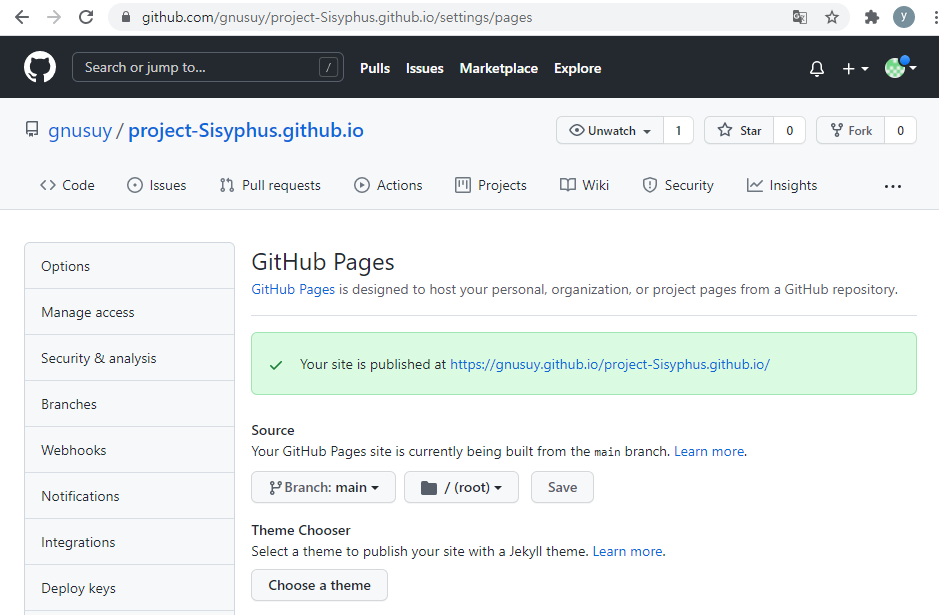 github.com/gnusuy/project-Sisyphus.github.io/settings/pages
y
Search or jump to... /
Pulls Issues Marketplace Explore
gnusuy / project-Sisyphus.github.io
Unwatch 1 Star 0 Fork 0
Code Issues Pull requests Actions Projects Wiki Security Insights ...
Options
Manage access
Security & analysis
Branches
Webhooks
Notifications
Integrations
Deploy keys
GitHub Pages
GitHub Pages is designed to host your personal, organization, or project pages from a GitHub repository.
Your site is published at https://gnusuy.github.io/project-Sisyphus.github.io/
Source
Your GitHub Pages site is currently being built from the main branch. Learn more.
Branch: main / (root) Save
Theme Chooser
Select a theme to publish your site with a Jekyll theme. Learn more.
Choose a theme